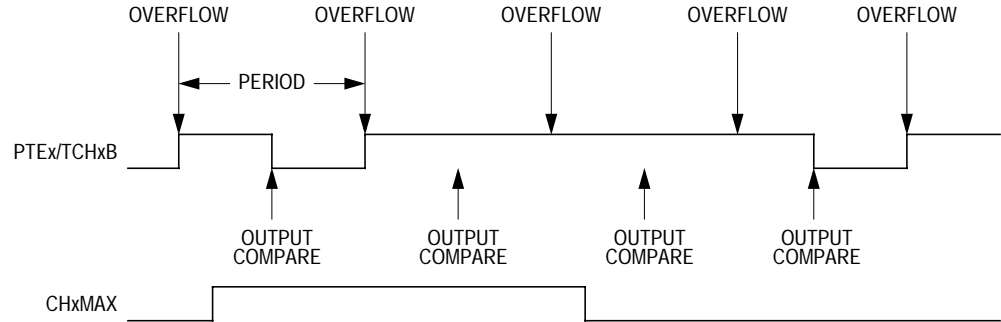 OVERFLOW OVERFLOW OVERFLOW OVERFLOW OVERFLOW
PERIOD
PTEx/TCHxB
OUTPUT COMPARE
OUTPUT COMPARE
OUTPUT COMPARE
OUTPUT COMPARE
CHxMAX